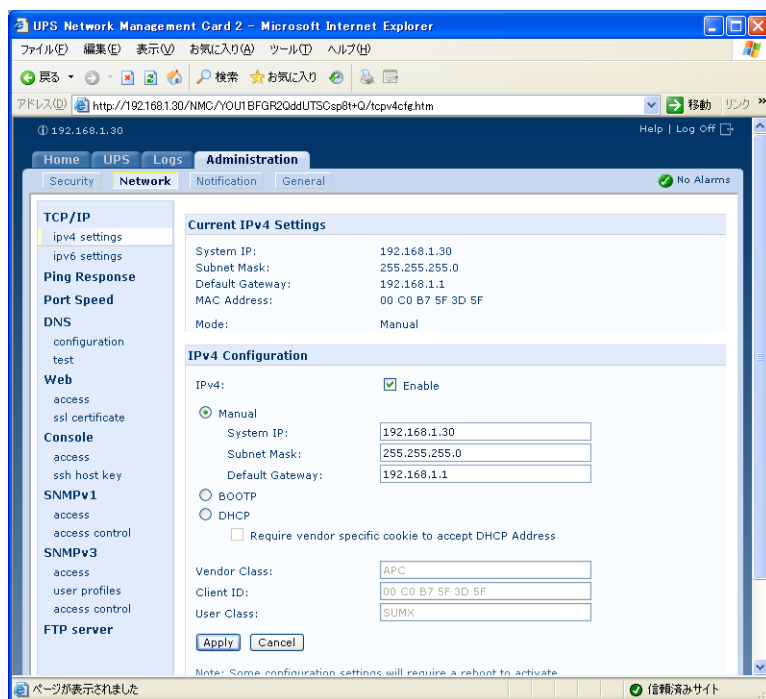 UPS Network Management Card 2 - Microsoft Internet Explorer
ファイル(F) 編集(E) 表示(V) お気に入り(A) ツール(T) ヘルプ(H)
戻る 検索 お気に入り
アドレス(D) http://192.168.1.30/NMC/YOU1BFGR2QddUTSCsp8t+Q/tcpv4cfg.htm 移動 リンク »
192.168.1.30 Help | Log Off
Home UPS Logs Administration
Security Network Notification General No Alarms
TCP/IP
ipv4 settings
ipv6 settings
Ping Response
Port Speed
DNS
configuration
test
Web
access
ssl certificate
Console
access
ssh host key
SNMPv1
access
access control
SNMPv3
access
user profiles
access control
FTP server
Current IPv4 Settings
System IP: 192.168.1.30
Subnet Mask: 255.255.255.0
Default Gateway: 192.168.1.1
MAC Address: 00 C0 B7 5F 3D 5F
Mode: Manual
IPv4 Configuration
IPv4: Enable
Manual
System IP: 192.168.1.30
Subnet Mask: 255.255.255.0
Default Gateway: 192.168.1.1
BOOTP
DHCP
Require vendor specific cookie to accept DHCP Address
Vendor Class: APC
Client ID: 00 C0 B7 5F 3D 5F
User Class: SUMX
Apply Cancel
Note: Some configuration settings will require a reboot to activate
ページが表示されました 信頼済みサイト